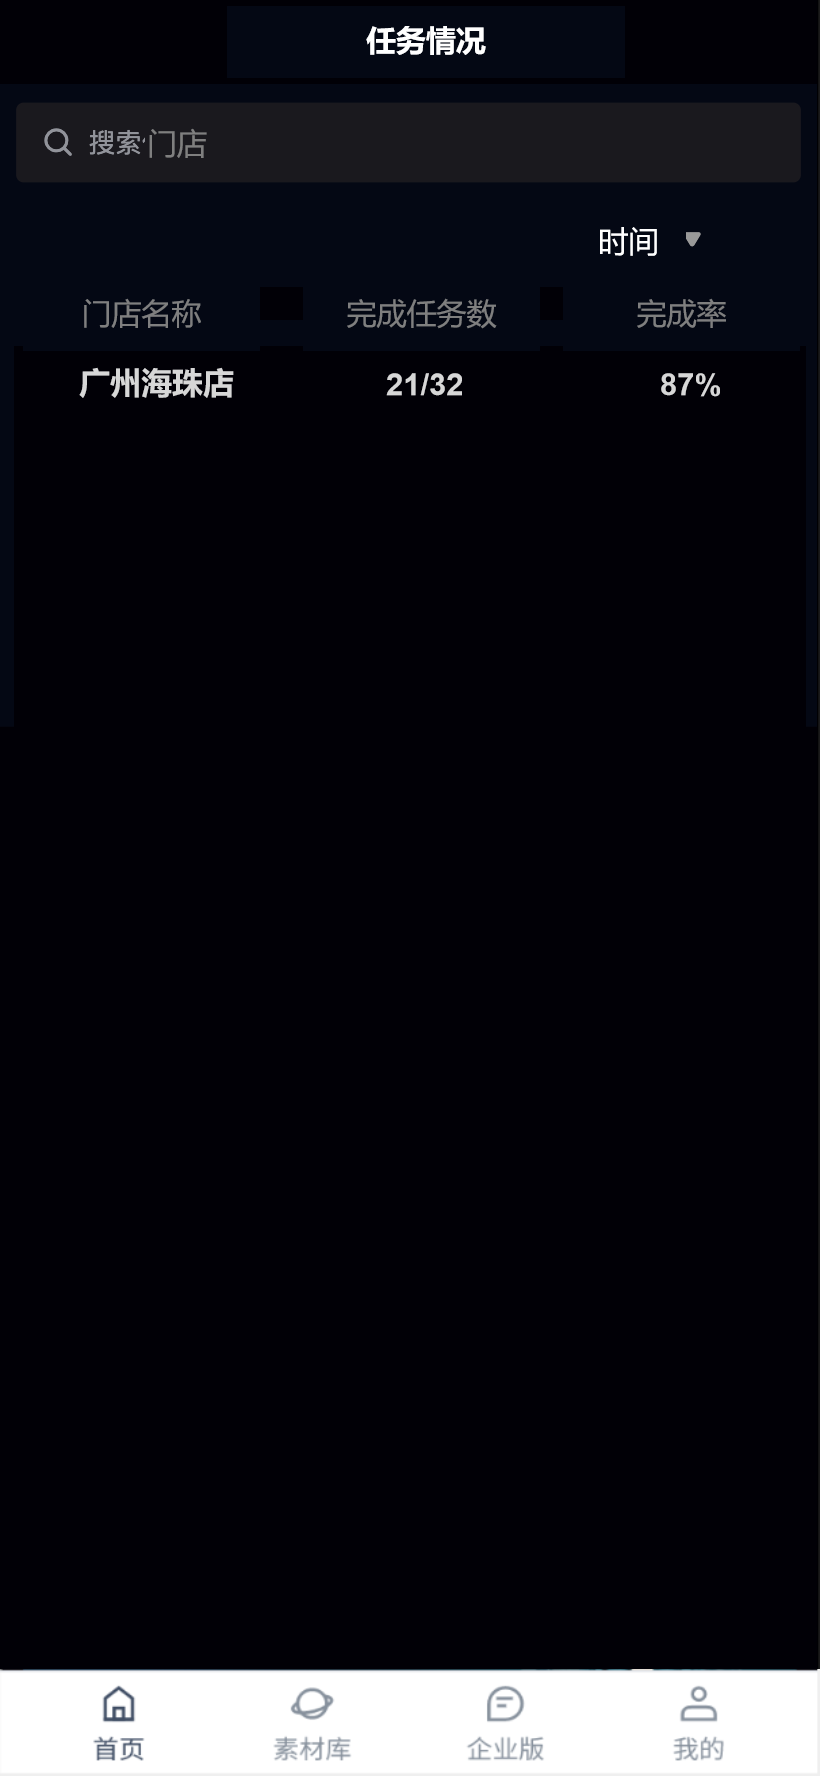 任务情况
搜索 门店
时间
门店名称 完成任务数 完成率
广州海珠店 21/32 87%
首页 素材库 企业版 我的